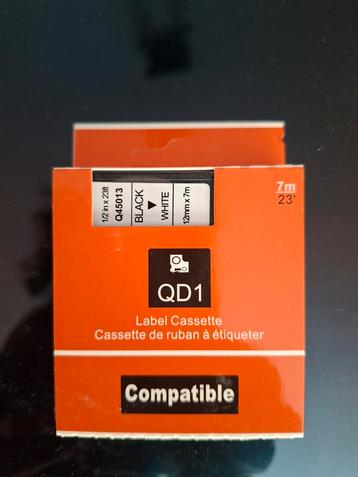 1/2 in x 23ft
Q45013
BLACK
WHITE
12mm x 7m
7m
23'
QD1
Label Cassette
Cassette de ruban à étiqueter
Compatible